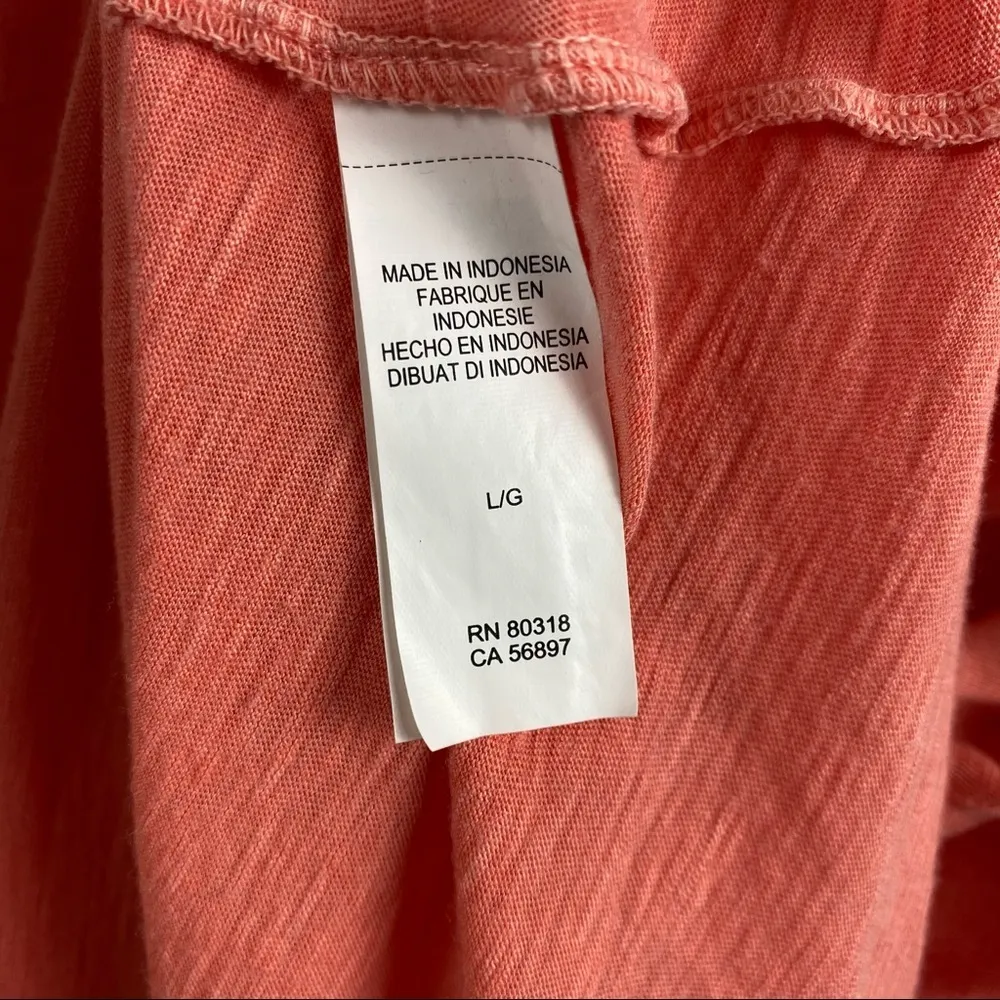 MADE IN INDONESIA
FABRIQUE EN
INDONESIE
HECHO EN INDONESIA
DIBUAT DI INDONESIA
L/G
RN 80318
CA 56897